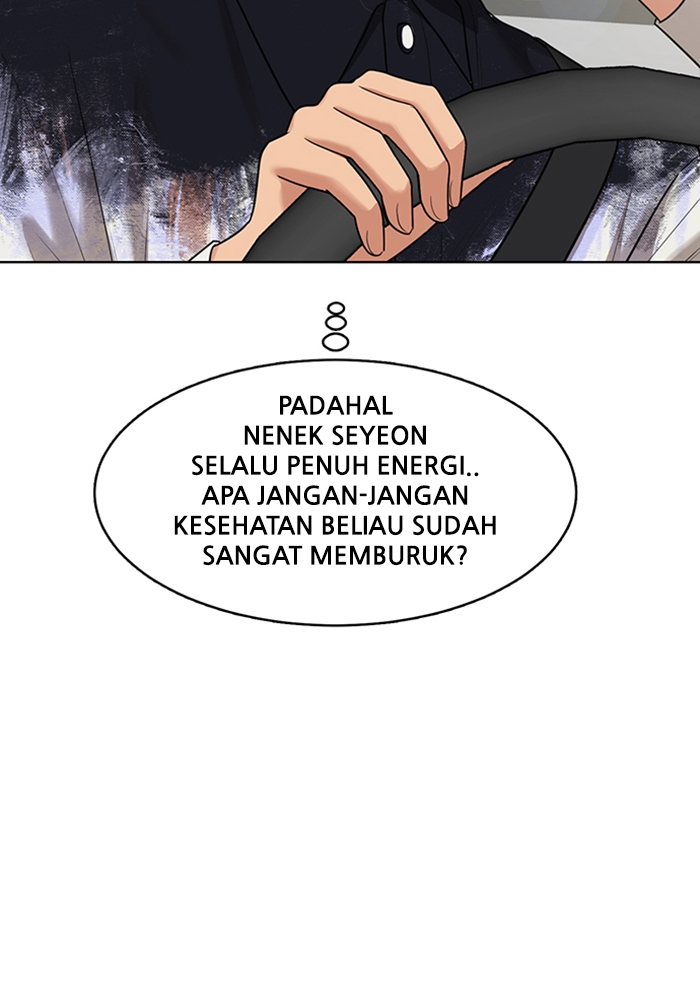 PADAHAL
NENEK SEYEON
SELALU PENUH ENERGI..
APA JANGAN-JANGAN
KESEHATAN BELIAU SUDAH
SANGAT MEMBURUK?